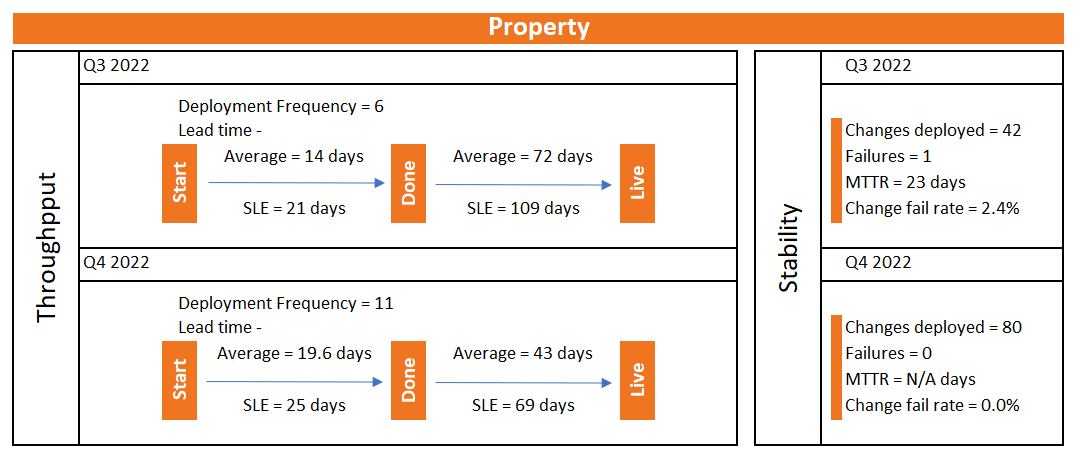 Property
Throughpput
Q3 2022
Deployment Frequency = 6
Lead time -
Start
Average = 14 days
SLE = 21 days
Done
Average = 72 days
SLE = 109 days
Live
Q4 2022
Deployment Frequency = 11
Lead time -
Start
Average = 19.6 days
SLE = 25 days
Done
Average = 43 days
SLE = 69 days
Live
Stability
Q3 2022
Changes deployed = 42
Failures = 1
MTTR = 23 days
Change fail rate = 2.4%
Q4 2022
Changes deployed = 80
Failures = 0
MTTR = N/A days
Change fail rate = 0.0%